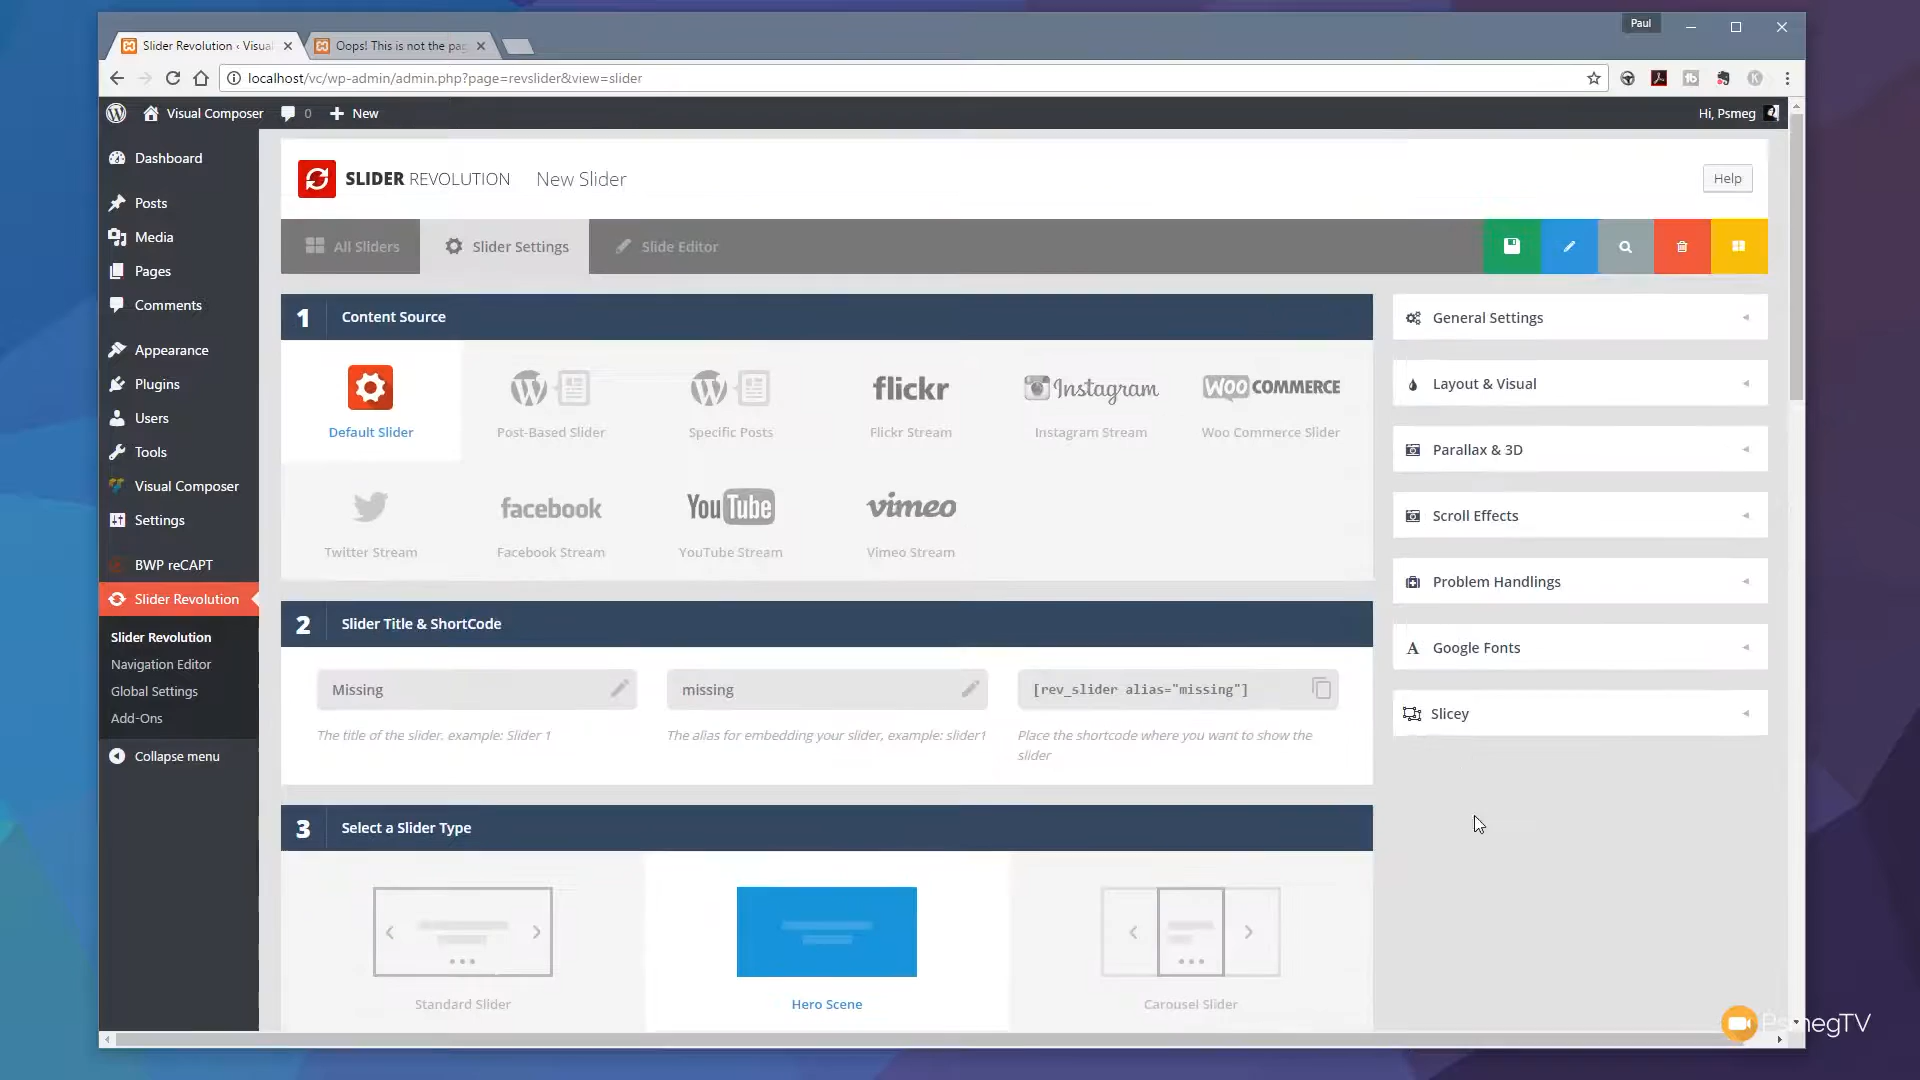 Paul
Slider Revolution ‹ Visual
Oops! This is not the pag
localhost/vc/wp-admin/admin.php?page=revslider&view=slider
Visual Composer
0
New
Hi, Psmeg
Dashboard
Posts
Media
Pages
Comments
Appearance
Plugins
Users
Tools
Visual Composer
Settings
BWP reCAPT
Slider Revolution
Slider Revolution
Navigation Editor
Global Settings
Add-Ons
Collapse menu
SLIDER REVOLUTION New Slider
Help
All Sliders
Slider Settings
Slide Editor
1 Content Source
Default Slider
Post-Based Slider
Specific Posts
flickr
Flickr Stream
Instagram
Instagram Stream
WOO COMMERCE
Woo Commerce Slider
Twitter Stream
facebook
Facebook Stream
YouTube
YouTube Stream
vimeo
Vimeo Stream
2 Slider Title & ShortCode
Missing
missing
[rev_slider alias="missing"]
The title of the slider, example: Slider 1
The alias for embedding your slider, example: slider1
Place the shortcode where you want to show the
slider
3 Select a Slider Type
Standard Slider
Hero Scene
Carousel Slider
General Settings
Layout & Visual
Parallax & 3D
Scroll Effects
Problem Handlings
Google Fonts
Slicey
PsmegTV